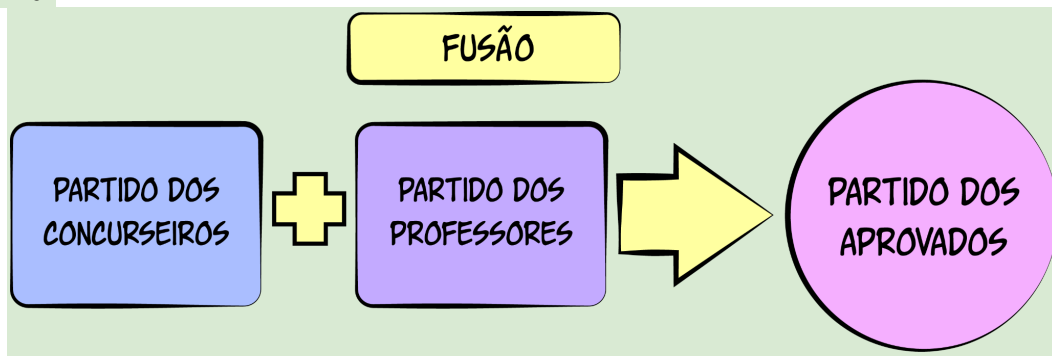 FUSÃO
PARTIDO DOS
CONCURSEIROS
PARTIDO DOS
PROFESSORES
PARTIDO DOS
APROVADOS